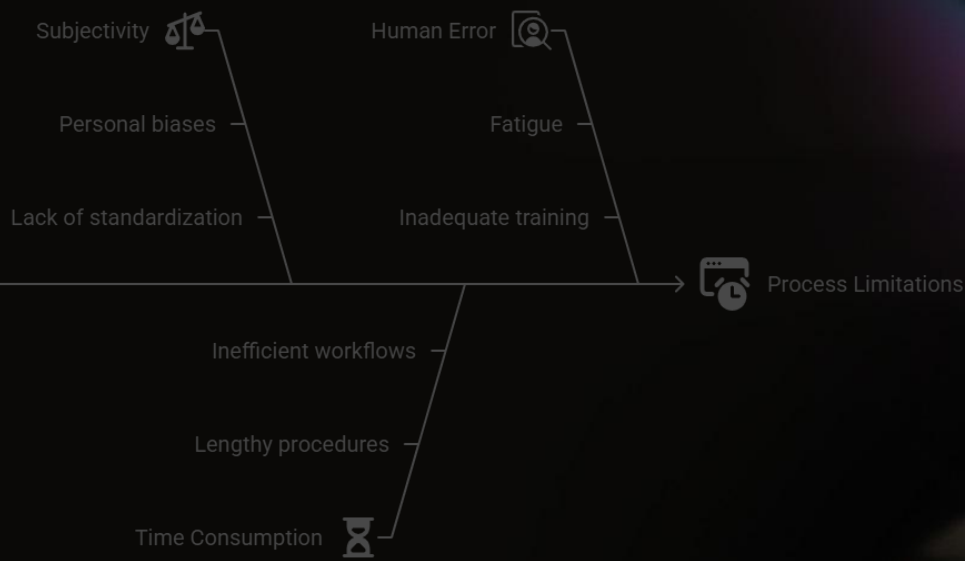 Subjectivity
Human Error
Personal biases
Fatigue
Lack of standardization
Inadequate training
Process Limitations
Inefficient workflows
Lengthy procedures
Time Consumption